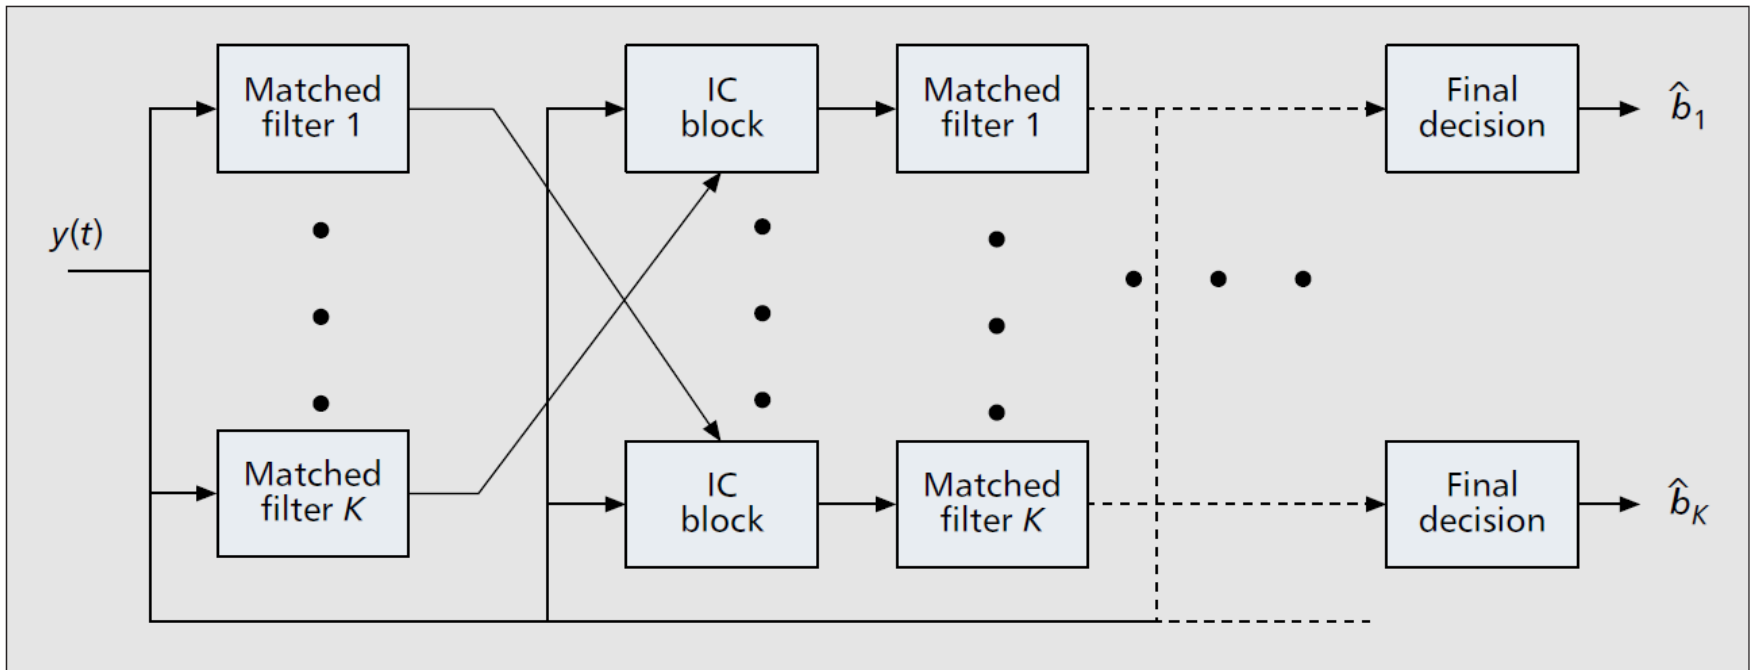 Matched
filter 1
IC
block
Matched
filter 1
Final
decision
b̂₁
y(t)
Matched
filter K
IC
block
Matched
filter K
Final
decision
b̂_K